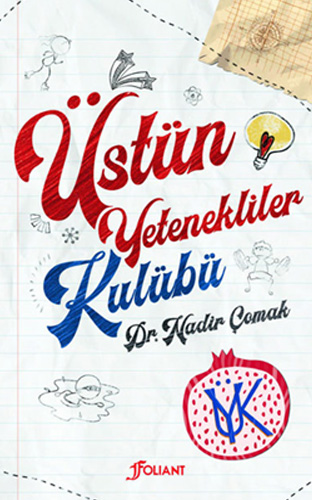 Üstün
Yetenekliler
Kulübü
Dr. Nadir Çomak
ÜYK
FOLIANT